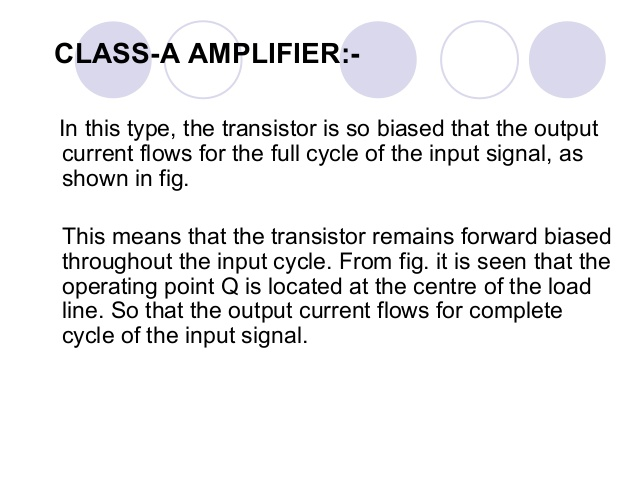 CLASS-A AMPLIFIER:-
In this type, the transistor is so biased that the output
current flows for the full cycle of the input signal, as
shown in fig.
This means that the transistor remains forward biased
throughout the input cycle. From fig. it is seen that the
operating point Q is located at the centre of the load
line. So that the output current flows for complete
cycle of the input signal.